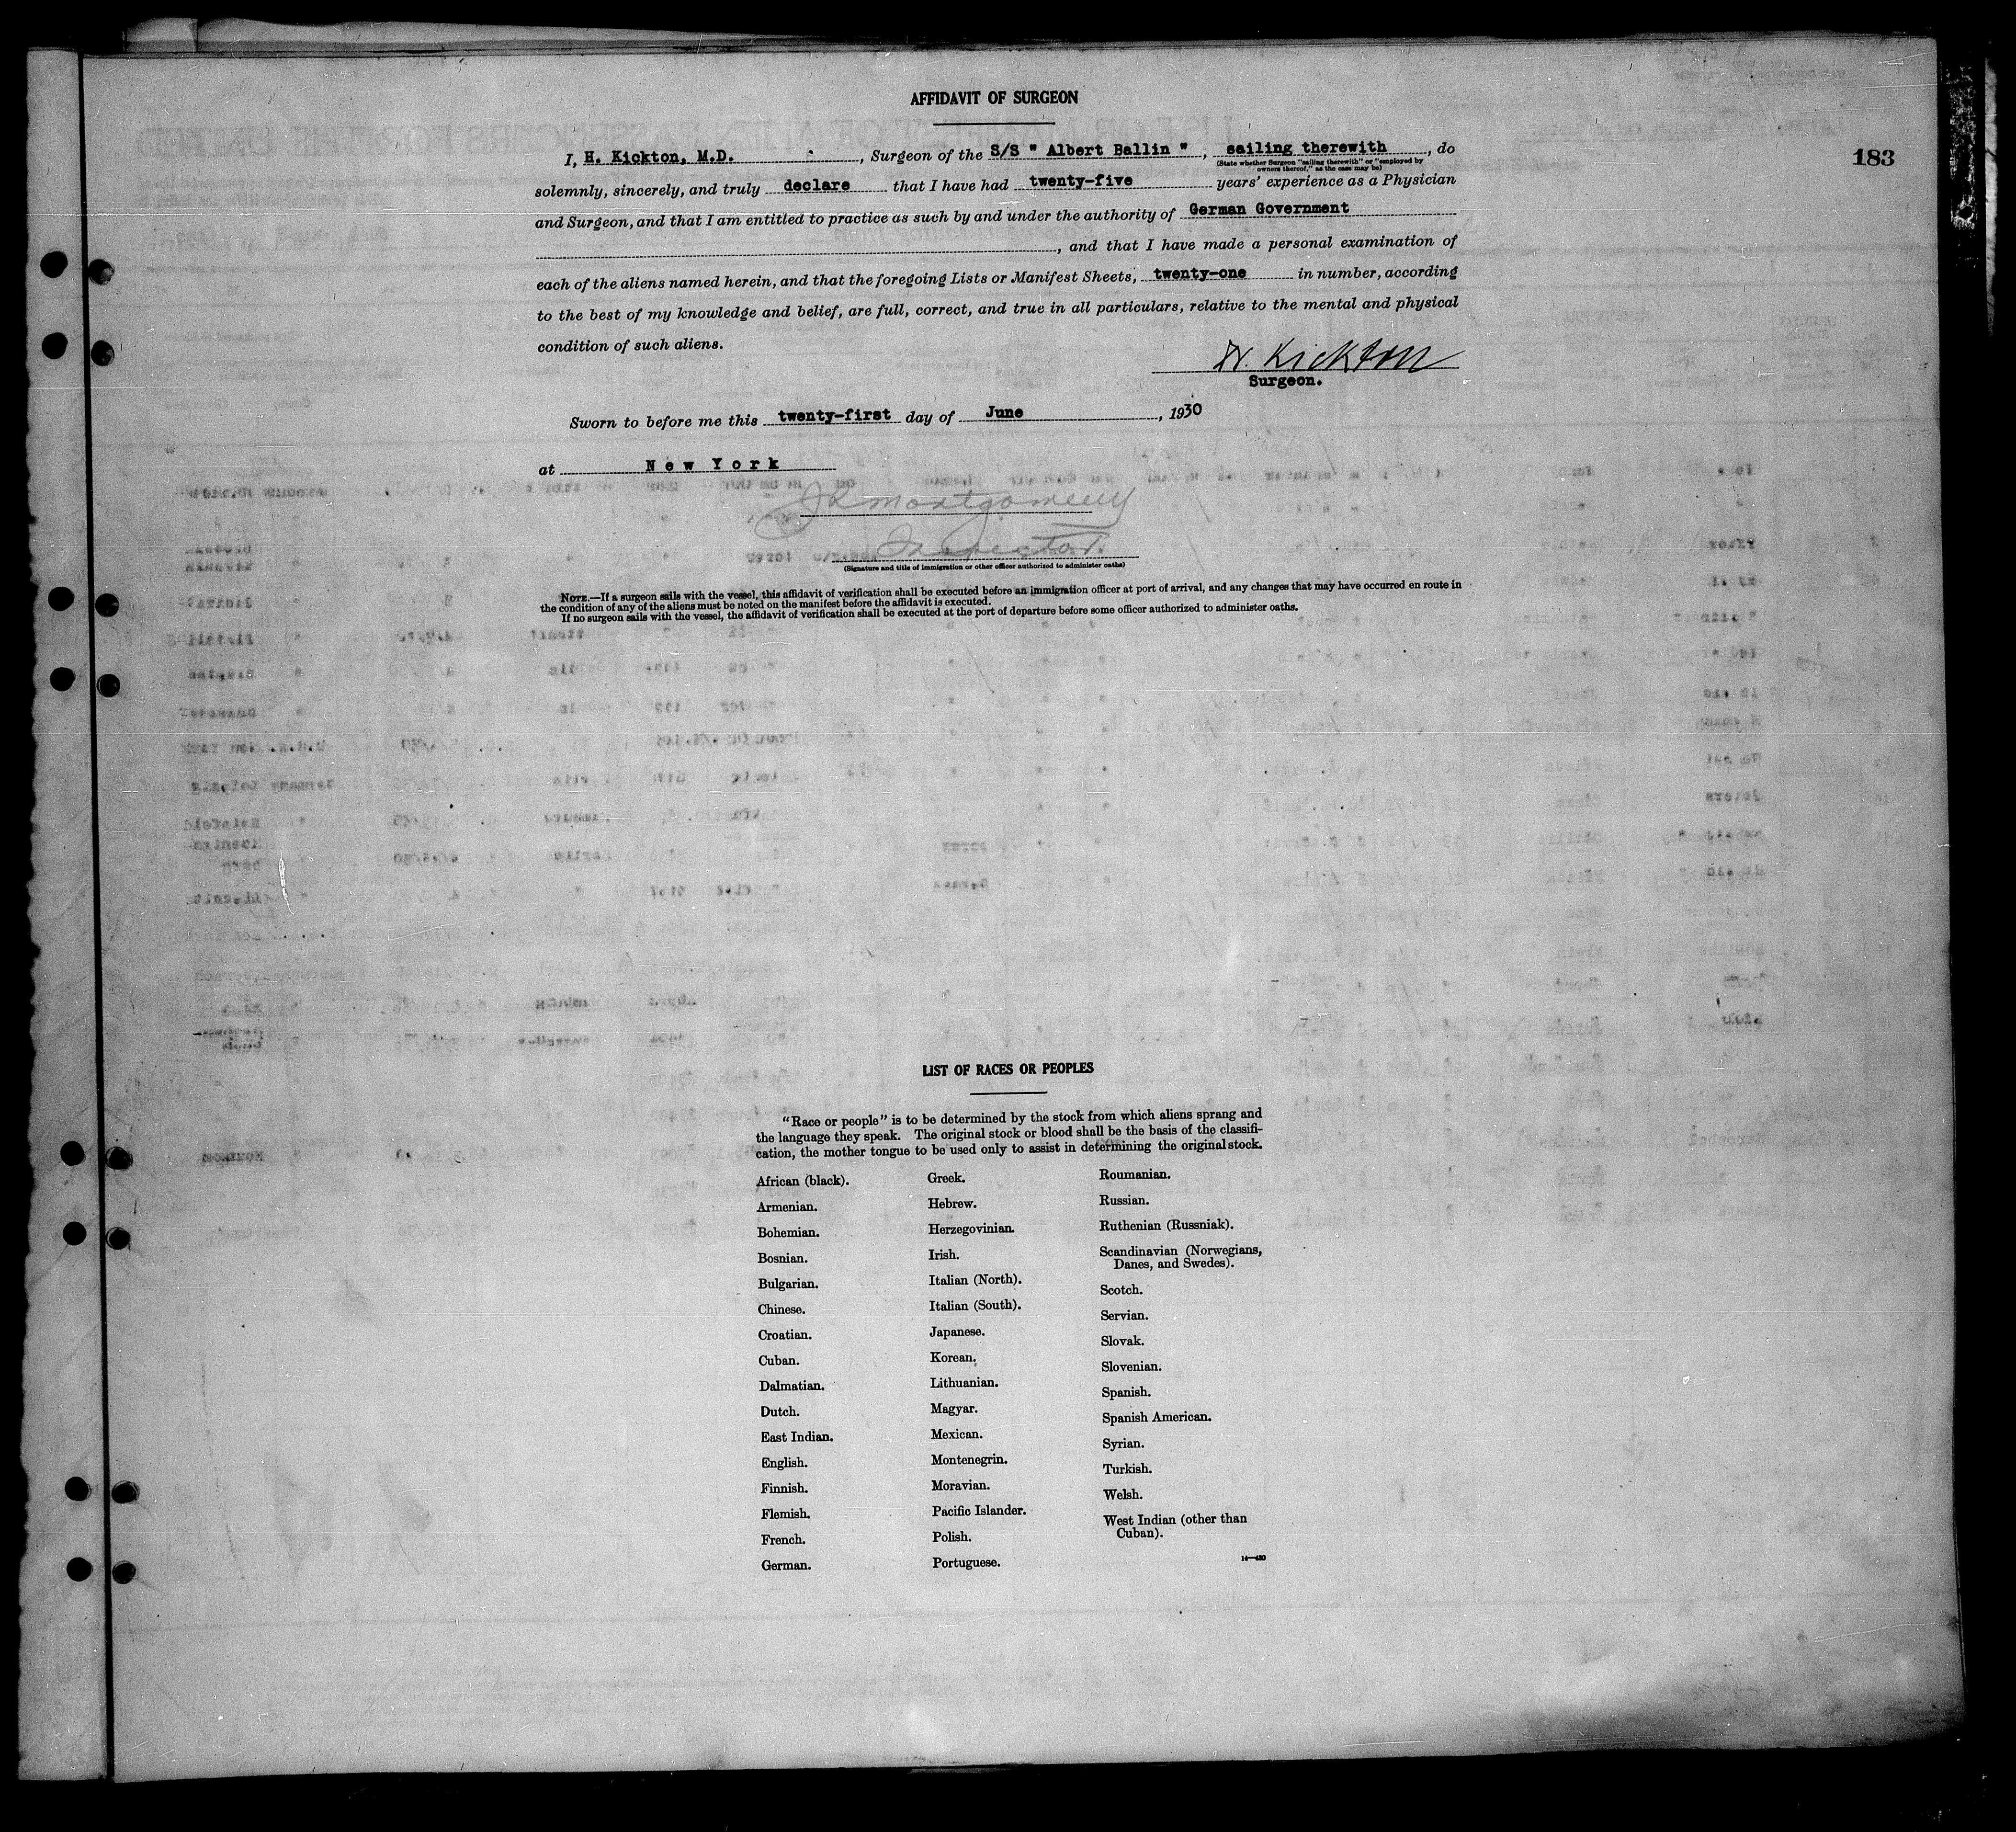 AFFIDAVIT OF SURGEON
183
I, H. Kickton, M.D. , Surgeon of the S/S " Albert Ballin " , sailing therewith , do
(State whether Surgeon "sailing therewith" or "employed by
owners thereof," as the case may be)
solemnly, sincerely, and truly declare that I have had twenty-five years' experience as a Physician
and Surgeon, and that I am entitled to practice as such by and under the authority of German Government
, and that I have made a personal examination of
each of the aliens named herein, and that the foregoing Lists or Manifest Sheets, twenty-one in number, according
to the best of my knowledge and belief, are full, correct, and true in all particulars, relative to the mental and physical
condition of such aliens.
Kickton
Surgeon.
Sworn to before me this twenty-first day of June , 1930
at New York
Montgomery
Inspector.
(Signature and title of immigration or other officer authorized to administer oaths)
NOTE.—If a surgeon sails with the vessel, this affidavit of verification shall be executed before an immigration officer at port of arrival, and any changes that may have occurred en route in
the condition of any of the aliens must be noted on the manifest before the affidavit is executed.
If no surgeon sails with the vessel, the affidavit of verification shall be executed at the port of departure before some officer authorized to administer oaths.
LIST OF RACES OR PEOPLES
"Race or people" is to be determined by the stock from which aliens sprang and
the language they speak. The original stock or blood shall be the basis of the classifi-
cation, the mother tongue to be used only to assist in determining the original stock.
African (black).
Armenian.
Bohemian.
Bosnian.
Bulgarian.
Chinese.
Croatian.
Cuban.
Dalmatian.
Dutch.
East Indian.
English.
Finnish.
Flemish.
French.
German.
Greek.
Hebrew.
Herzegovinian.
Irish.
Italian (North).
Italian (South).
Japanese.
Korean.
Lithuanian.
Magyar.
Mexican.
Montenegrin.
Moravian.
Pacific Islander.
Polish.
Portuguese.
Roumanian.
Russian.
Ruthenian (Russniak).
Scandinavian (Norwegians,
Danes, and Swedes).
Scotch.
Servian.
Slovak.
Slovenian.
Spanish.
Spanish American.
Syrian.
Turkish.
Welsh.
West Indian (other than
Cuban).
14—430